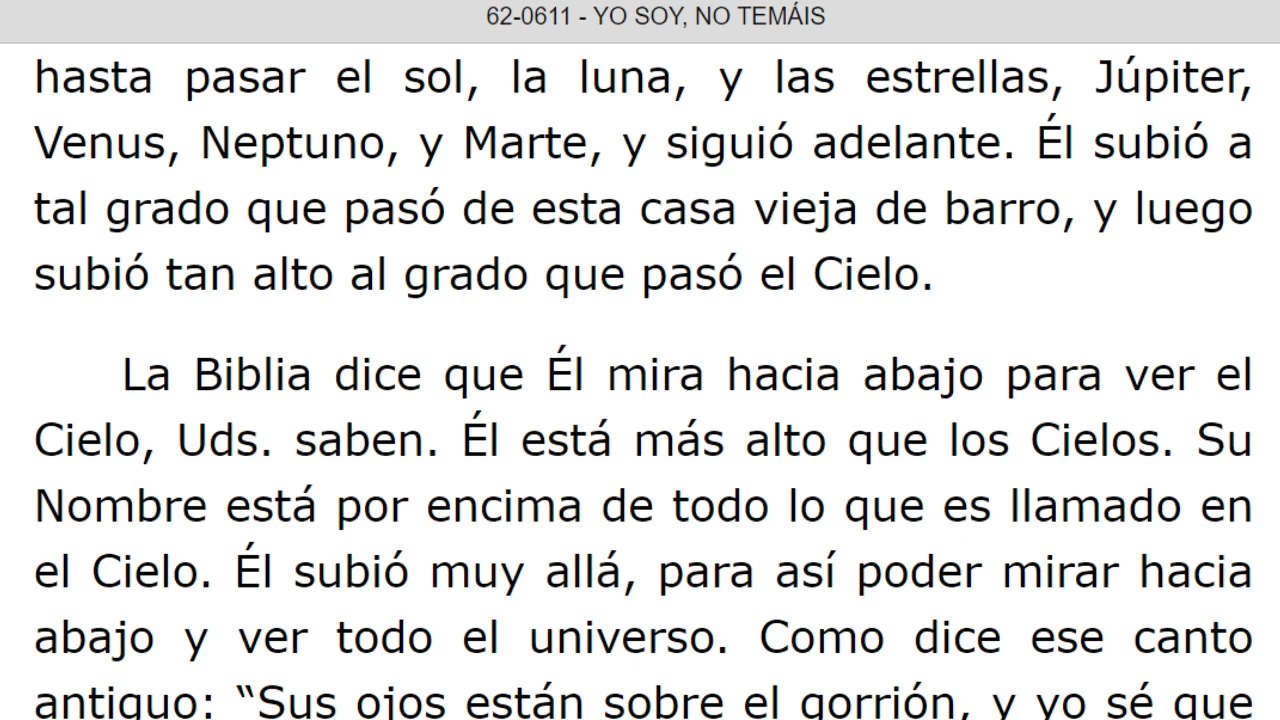 62-0611 - YO SOY, NO TEMÁIS
hasta pasar el sol, la luna, y las estrellas, Júpiter,
Venus, Neptuno, y Marte, y siguió adelante. Él subió a
tal grado que pasó de esta casa vieja de barro, y luego
subió tan alto al grado que pasó el Cielo.
La Biblia dice que Él mira hacia abajo para ver el
Cielo, Uds. saben. Él está más alto que los Cielos. Su
Nombre está por encima de todo lo que es llamado en
el Cielo. Él subió muy allá, para así poder mirar hacia
abajo y ver todo el universo. Como dice ese canto
antiguo: “Sus ojos están sobre el gorrión, y yo sé que